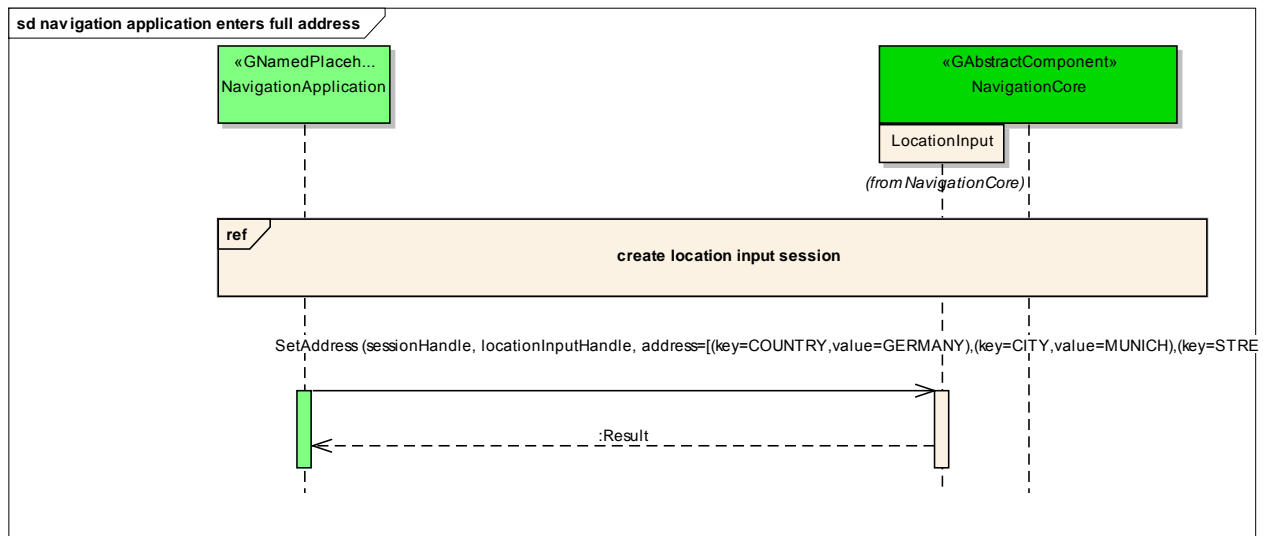 sd navigation application enters full address
«GNamedPlaceh...
NavigationApplication
«GAbstractComponent»
NavigationCore
LocationInput
(from NavigationCore)
ref
create location input session
SetAddress (sessionHandle, locationInputHandle, address=[(key=COUNTRY,value=GERMANY),(key=CITY,value=MUNICH),(key=STRE
:Result